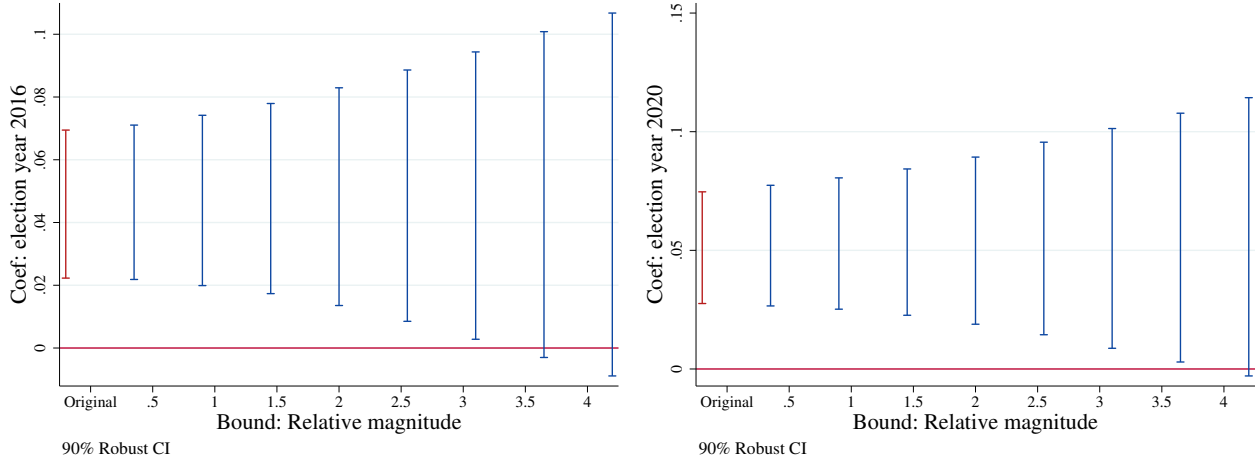 Coef: election year 2016
.1
.08
.06
.04
.02
0
Original .5 1 1.5 2 2.5 3 3.5 4
Bound: Relative magnitude
90% Robust CI
Coef: election year 2020
.15
.1
.05
0
Original .5 1 1.5 2 2.5 3 3.5 4
Bound: Relative magnitude
90% Robust CI